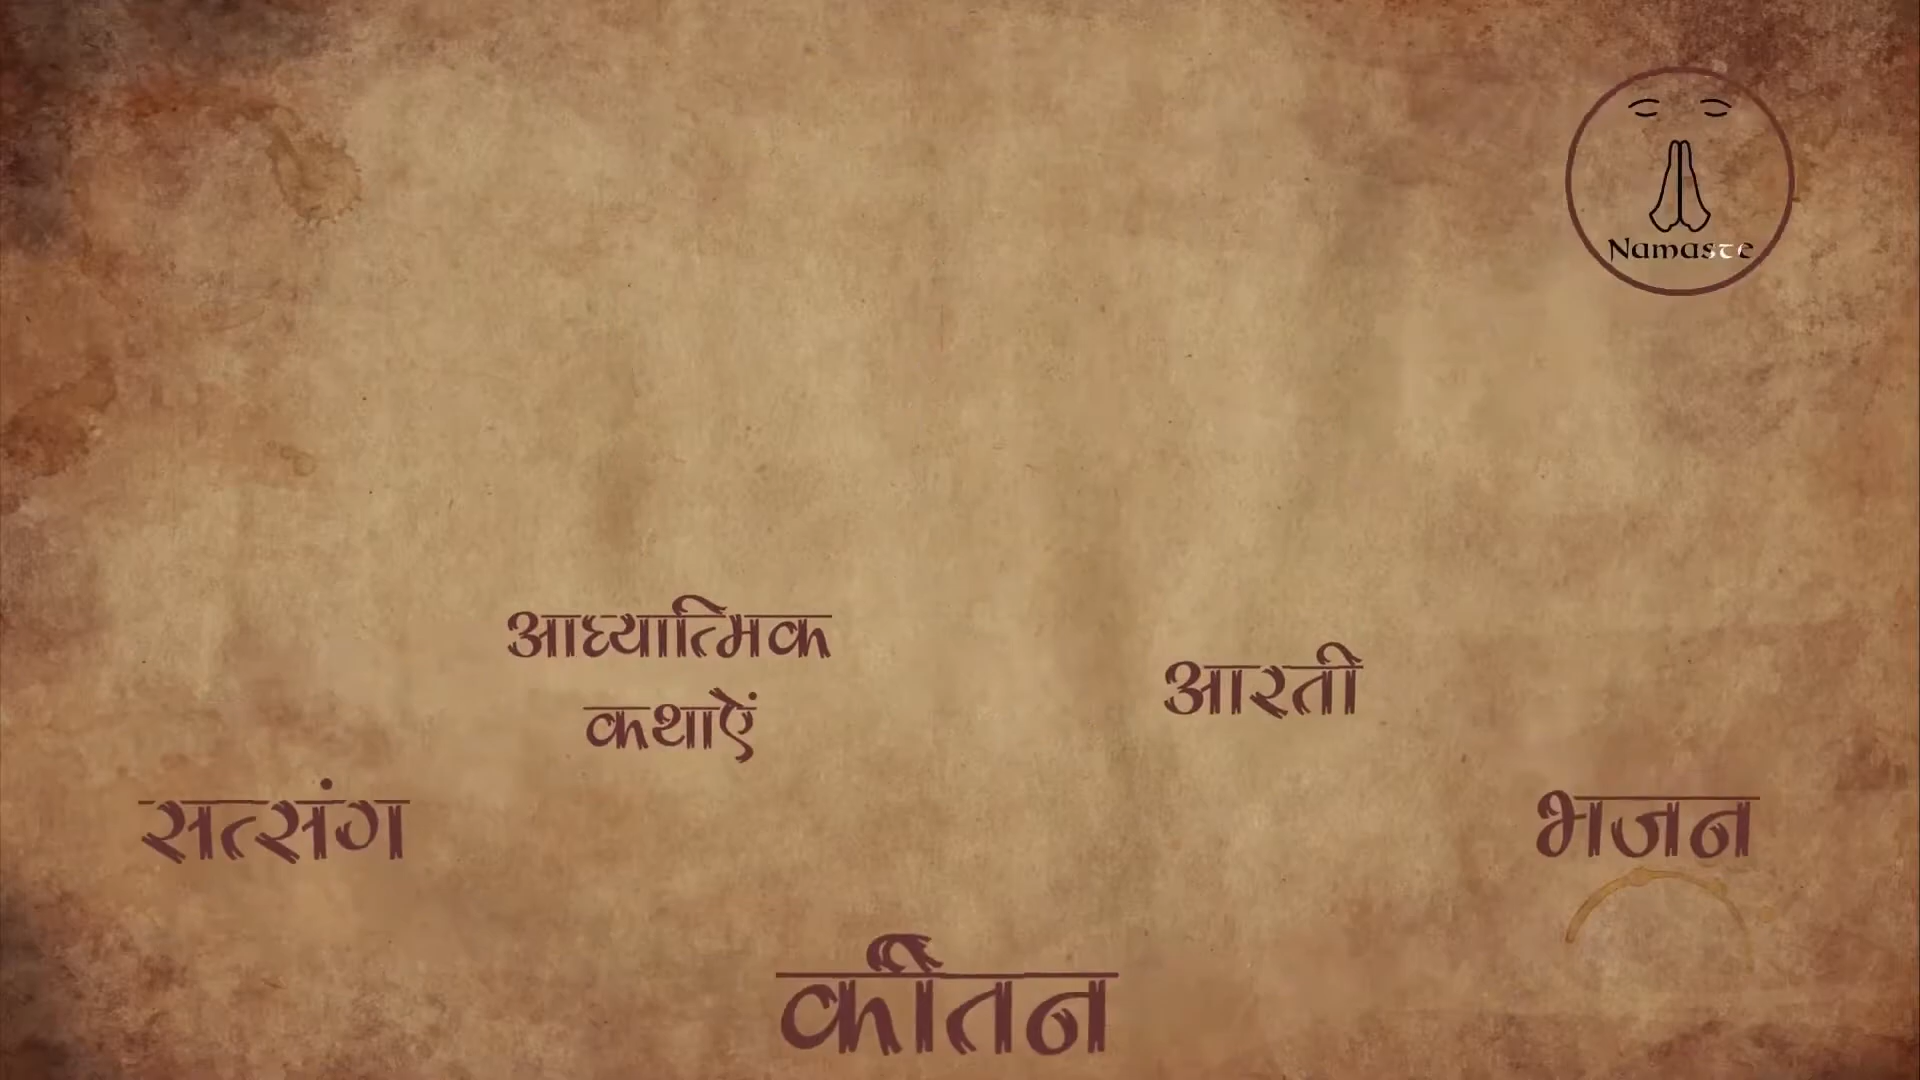 Namaste
आध्यात्मिक
कथाऐं
आरती
सत्संग
भजन
कीर्तन